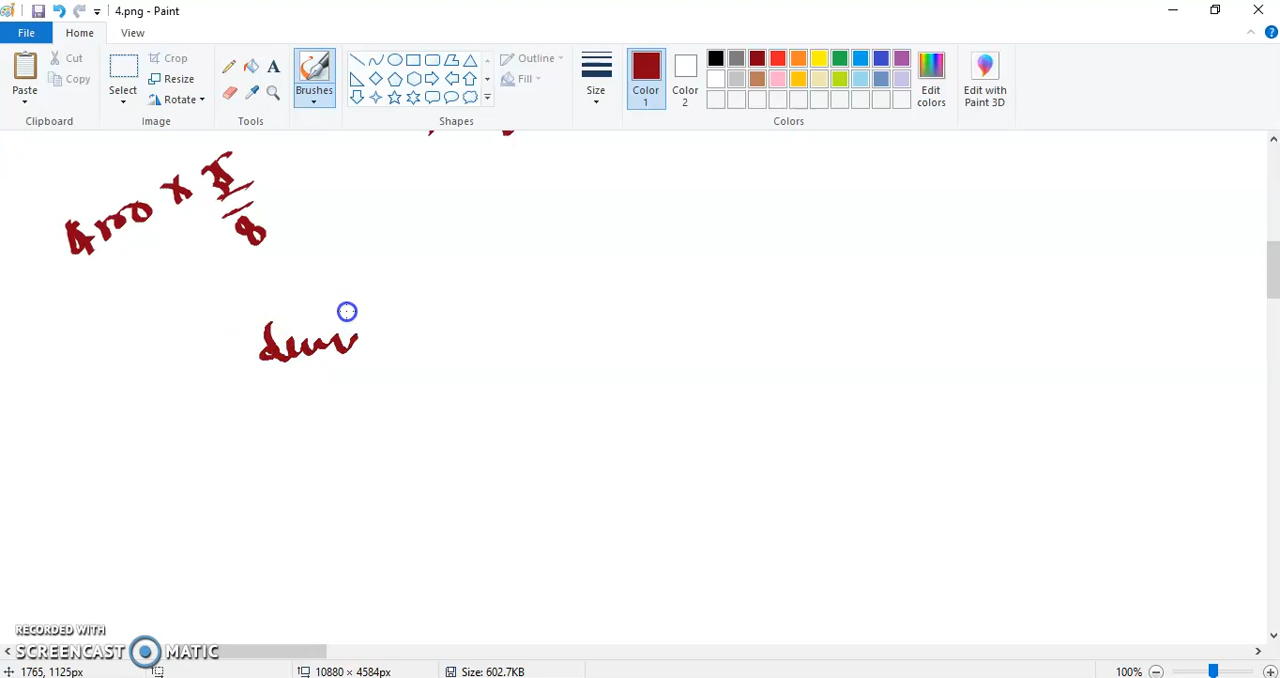 4.png - Paint
File
Home
View
Paste
Cut
Copy
Clipboard
Select
Crop
Resize
Rotate
Image
Tools
A
Brushes
Outline
Fill
Shapes
Size
Color 1
Color 2
Edit colors
Colors
Edit with Paint 3D
8
RECORDED WITH
SCREENCAST MATIC
1765, 1125px
10880 × 4584px
Size: 602.7KB
100%